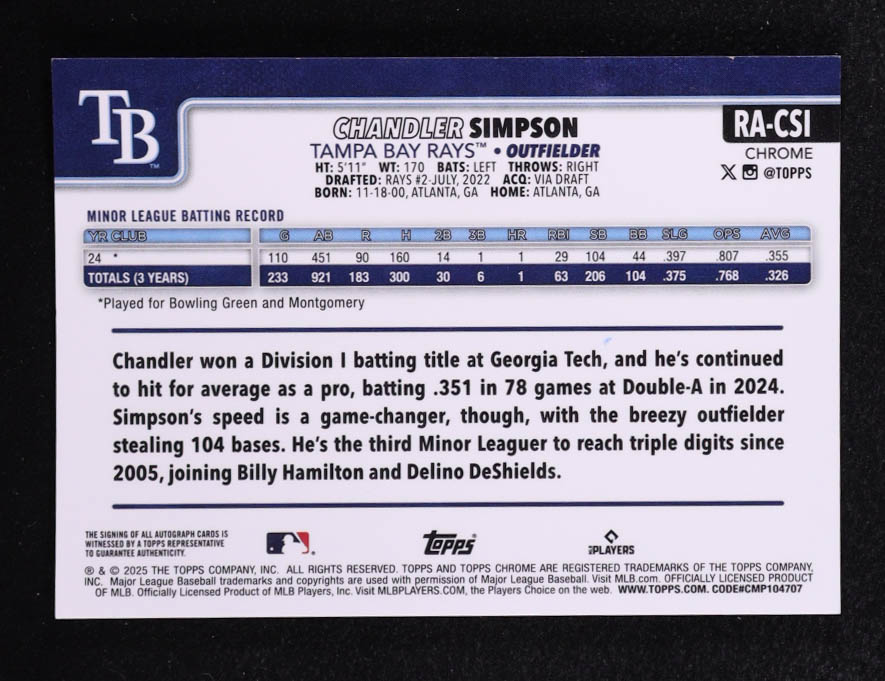 TB™
CHANDLER SIMPSON
RA-CSI
TAMPA BAY RAYS™ • OUTFIELDER
CHROME
HT: 5'11" WT: 170 BATS: LEFT THROWS: RIGHT
@TOPPS
DRAFTED: RAYS #2-JULY, 2022 ACQ: VIA DRAFT
BORN: 11-18-00, ATLANTA, GA HOME: ATLANTA, GA
MINOR LEAGUE BATTING RECORD
YR CLUB G AB R H 2B 3B HR RBI SB BB SLG OPS AVG
24 * 110 451 90 160 14 1 1 29 104 44 .397 .807 .355
TOTALS (3 YEARS) 233 921 183 300 30 6 1 63 206 104 .375 .768 .326
*Played for Bowling Green and Montgomery
Chandler won a Division I batting title at Georgia Tech, and he's continued
to hit for average as a pro, batting .351 in 78 games at Double-A in 2024.
Simpson's speed is a game-changer, though, with the breezy outfielder
stealing 104 bases. He's the third Minor Leaguer to reach triple digits since
2005, joining Billy Hamilton and Delino DeShields.
THE SIGNING OF ALL AUTOGRAPH CARDS IS
WITNESSED BY A TOPPS REPRESENTATIVE
TO GUARANTEE AUTHENTICITY.
Topps
MLBPLAYERS
® & © 2025 THE TOPPS COMPANY, INC. ALL RIGHTS RESERVED. TOPPS AND TOPPS CHROME ARE REGISTERED TRADEMARKS OF THE TOPPS COMPANY,
INC. Major League Baseball trademarks and copyrights are used with permission of Major League Baseball. Visit MLB.com. OFFICIALLY LICENSED PRODUCT
OF MLB. Officially Licensed Product of MLB Players, Inc. Visit MLBPLAYERS.COM, the Players Choice on the web. WWW.TOPPS.COM. CODE#CMP104707